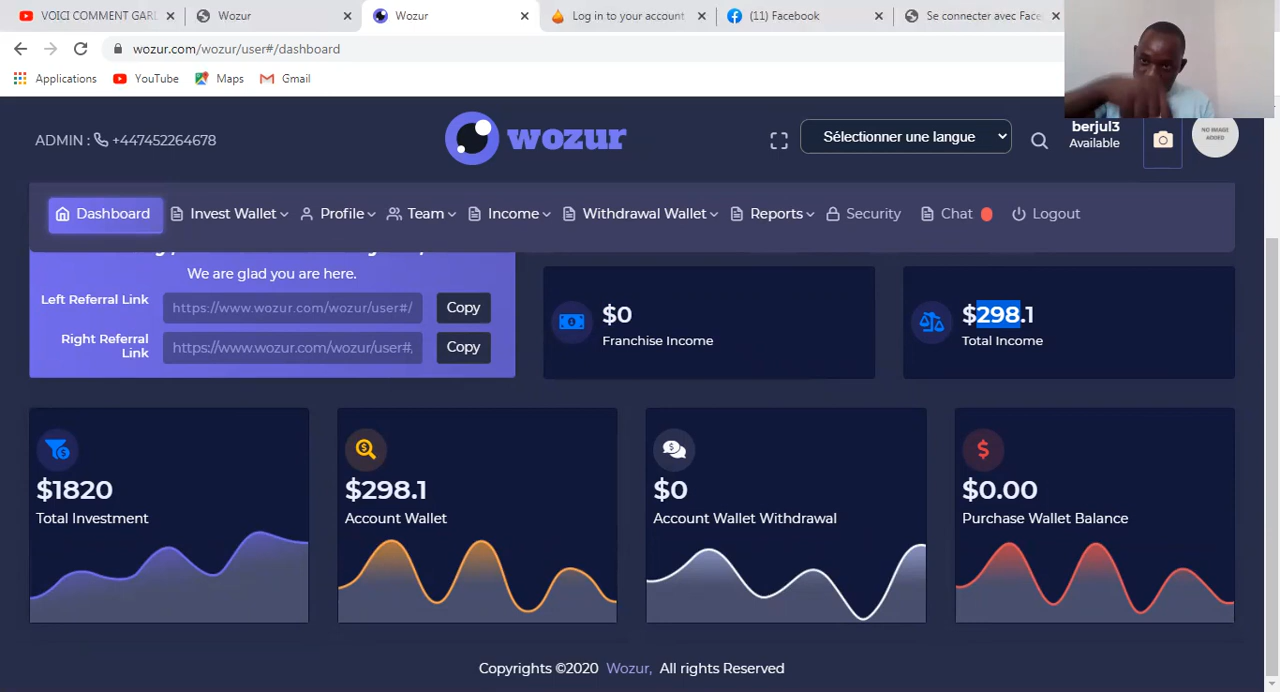 VOICI COMMENT GARI
Wozur
Wozur
Log in to your account
(11) Facebook
Se connecter avec Face
wozur.com/wozur/user#/dashboard
Applications YouTube Maps Gmail
ADMIN : +447452264678
wozur
Sélectionner une langue
berjul3
Available
NO IMAGE
ADDED
Dashboard Invest Wallet Profile Team Income Withdrawal Wallet Reports Security Chat Logout
We are glad you are here.
Left Referral Link https://www.wozur.com/wozur/user#/ Copy
Right Referral
Link
https://www.wozur.com/wozur/user#, Copy
$0
Franchise Income
$298.1
Total Income
$1820
Total Investment
$298.1
Account Wallet
$0
Account Wallet Withdrawal
$0.00
Purchase Wallet Balance
Copyrights ©2020 Wozur, All rights Reserved